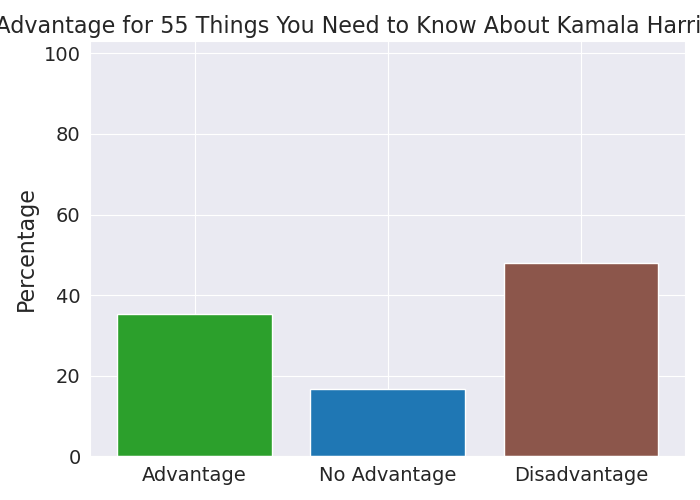 Advantage for 55 Things You Need to Know About Kamala Harri
100
80
60
40
20
0
Percentage
Advantage No Advantage Disadvantage